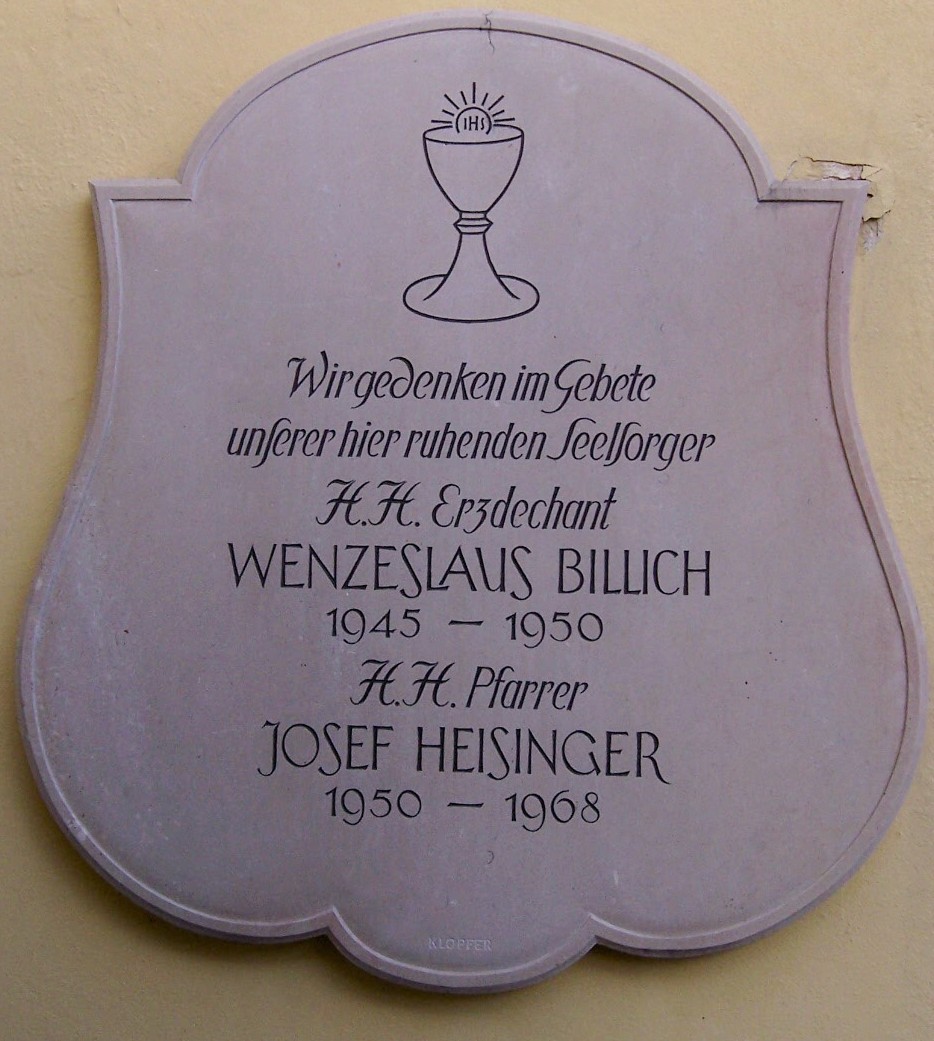 IHS
Wir gedenken im Gebete
unserer hier ruhenden Seelsorger
H.H. Erzdechant
WENZESLAUS BILLICH
1945 – 1950
H.H. Pfarrer
JOSEF HEISINGER
1950 – 1968
KLOPFER